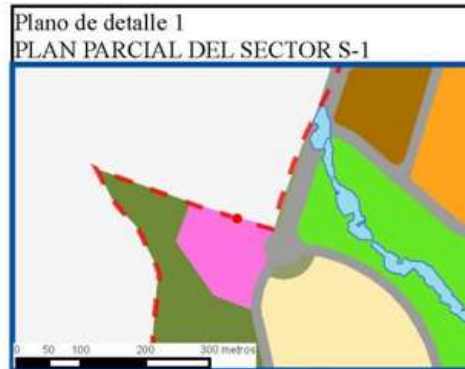 Plano de detalle 1
PLAN PARCIAL DEL SECTOR S-1
0 50 100 200 300 metros